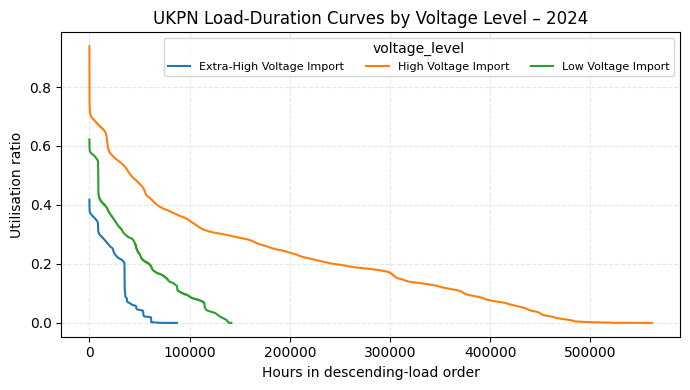 UKPN Load-Duration Curves by Voltage Level – 2024
voltage_level
Extra-High Voltage Import High Voltage Import Low Voltage Import
Utilisation ratio
0.8
0.6
0.4
0.2
0.0
0 100000 200000 300000 400000 500000
Hours in descending-load order